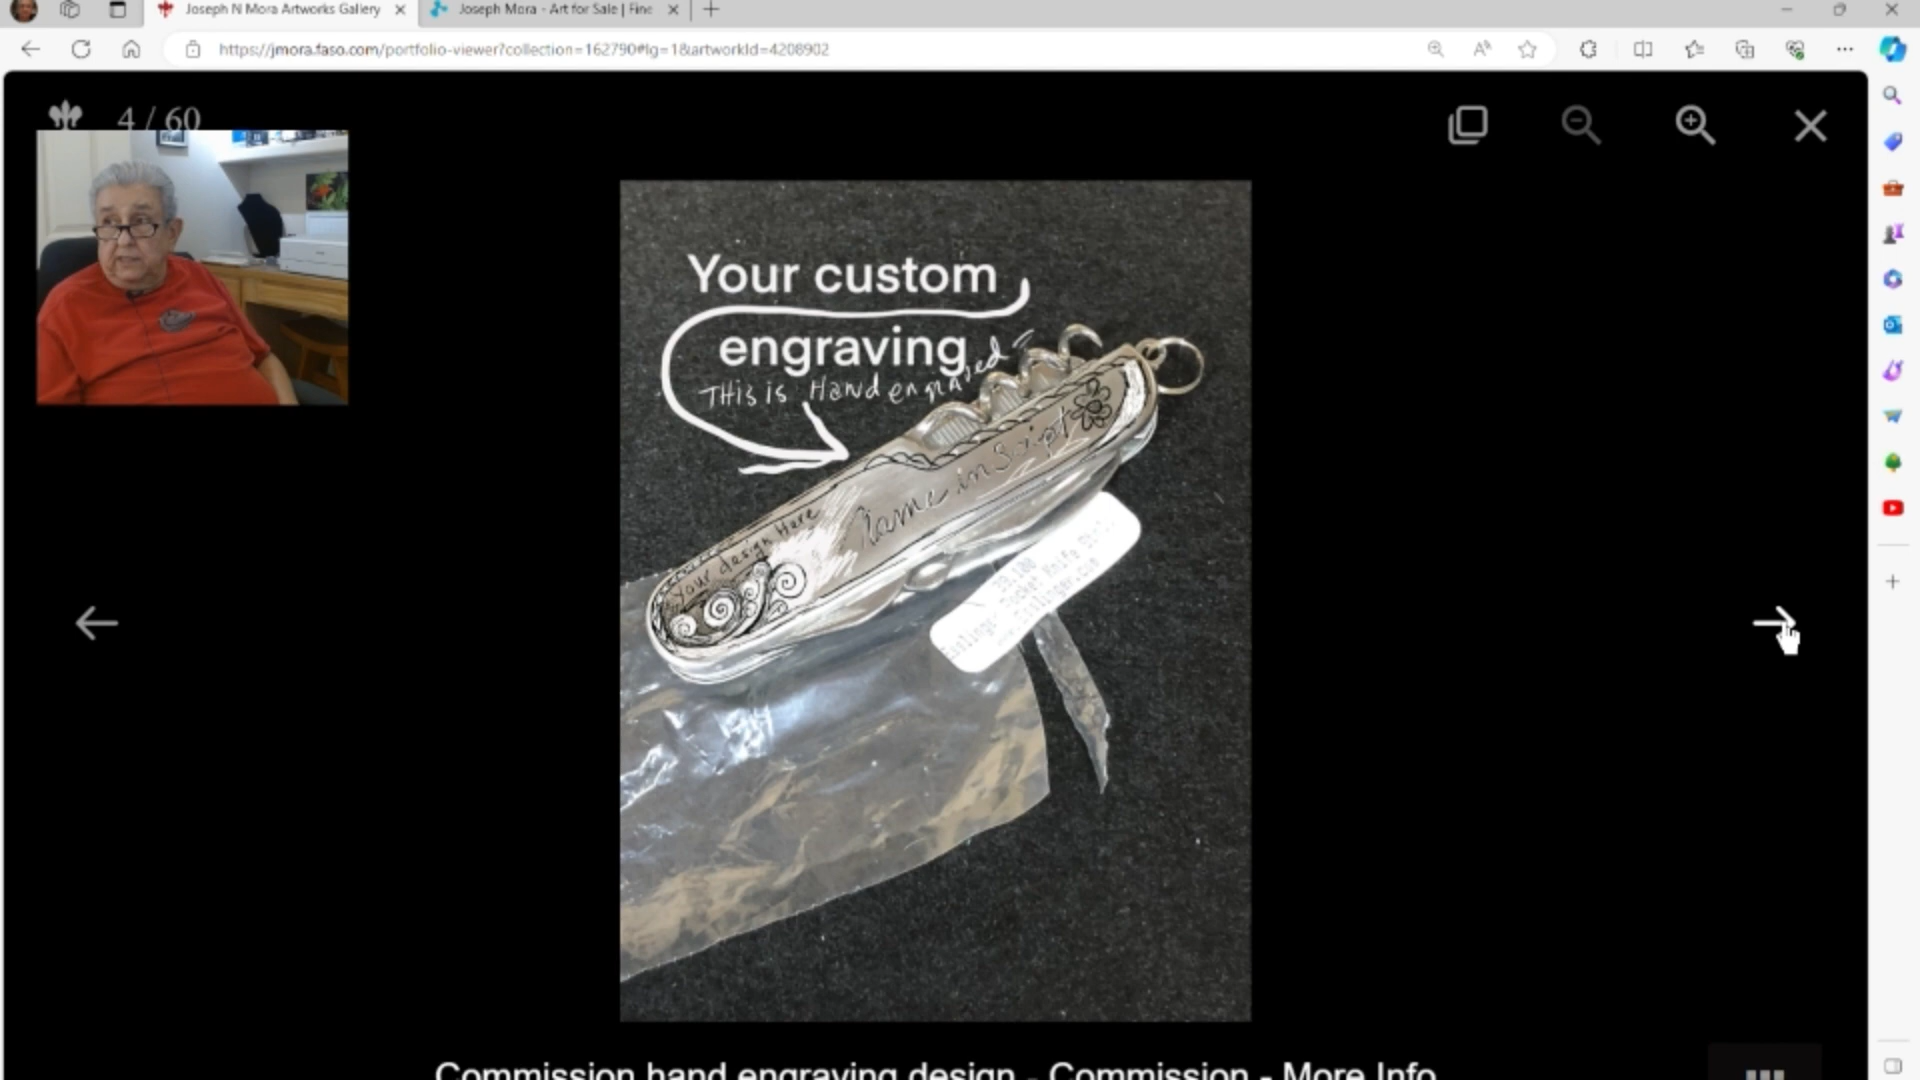 Joseph N Mora Artworks Gallery
Joseph Mora - Art for Sale | Fine
https://jmora.faso.com/portfolio-viewer?collection=162790#lg=1&artworkId=4208902
4 / 60
Your custom
engraving
THis is Hand engraved
Name in Script
Your design Here
Pocket Knife
Commission hand engraving design - Commission - More Info